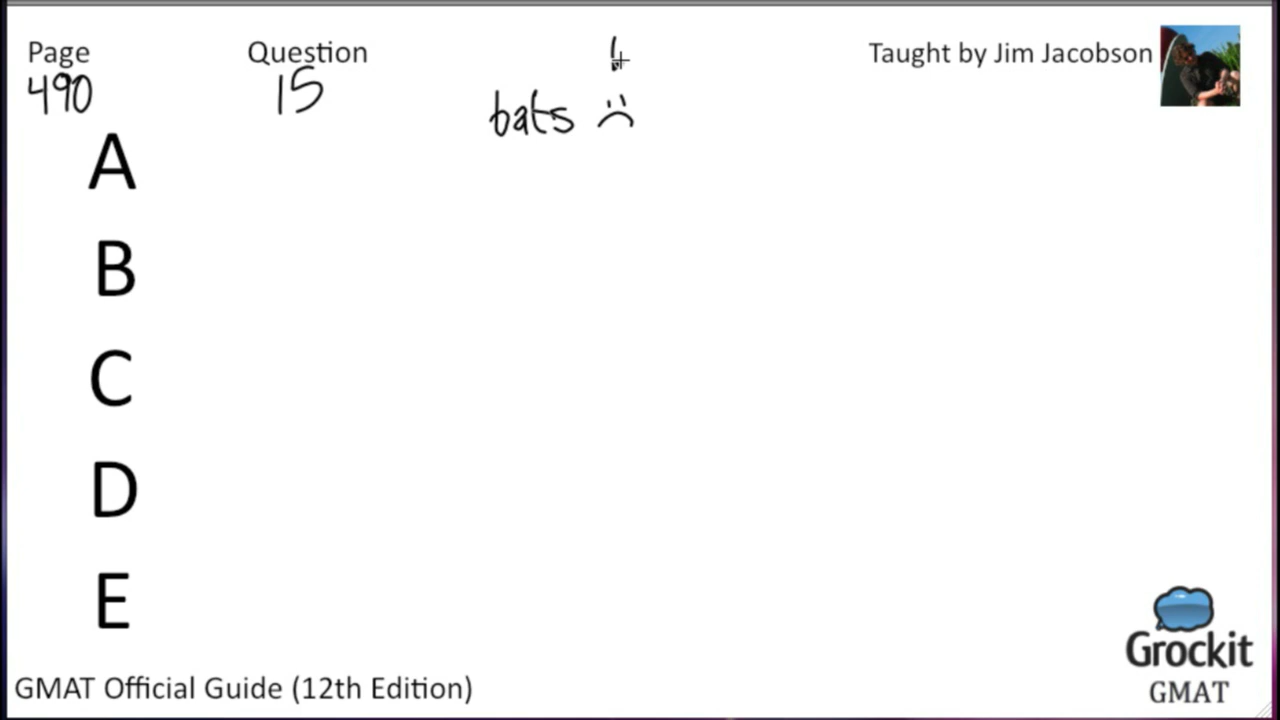 Page Question Taught by Jim Jacobson
490 15
bats
A
B
C
D
E
Grockit
GMAT
GMAT Official Guide (12th Edition)